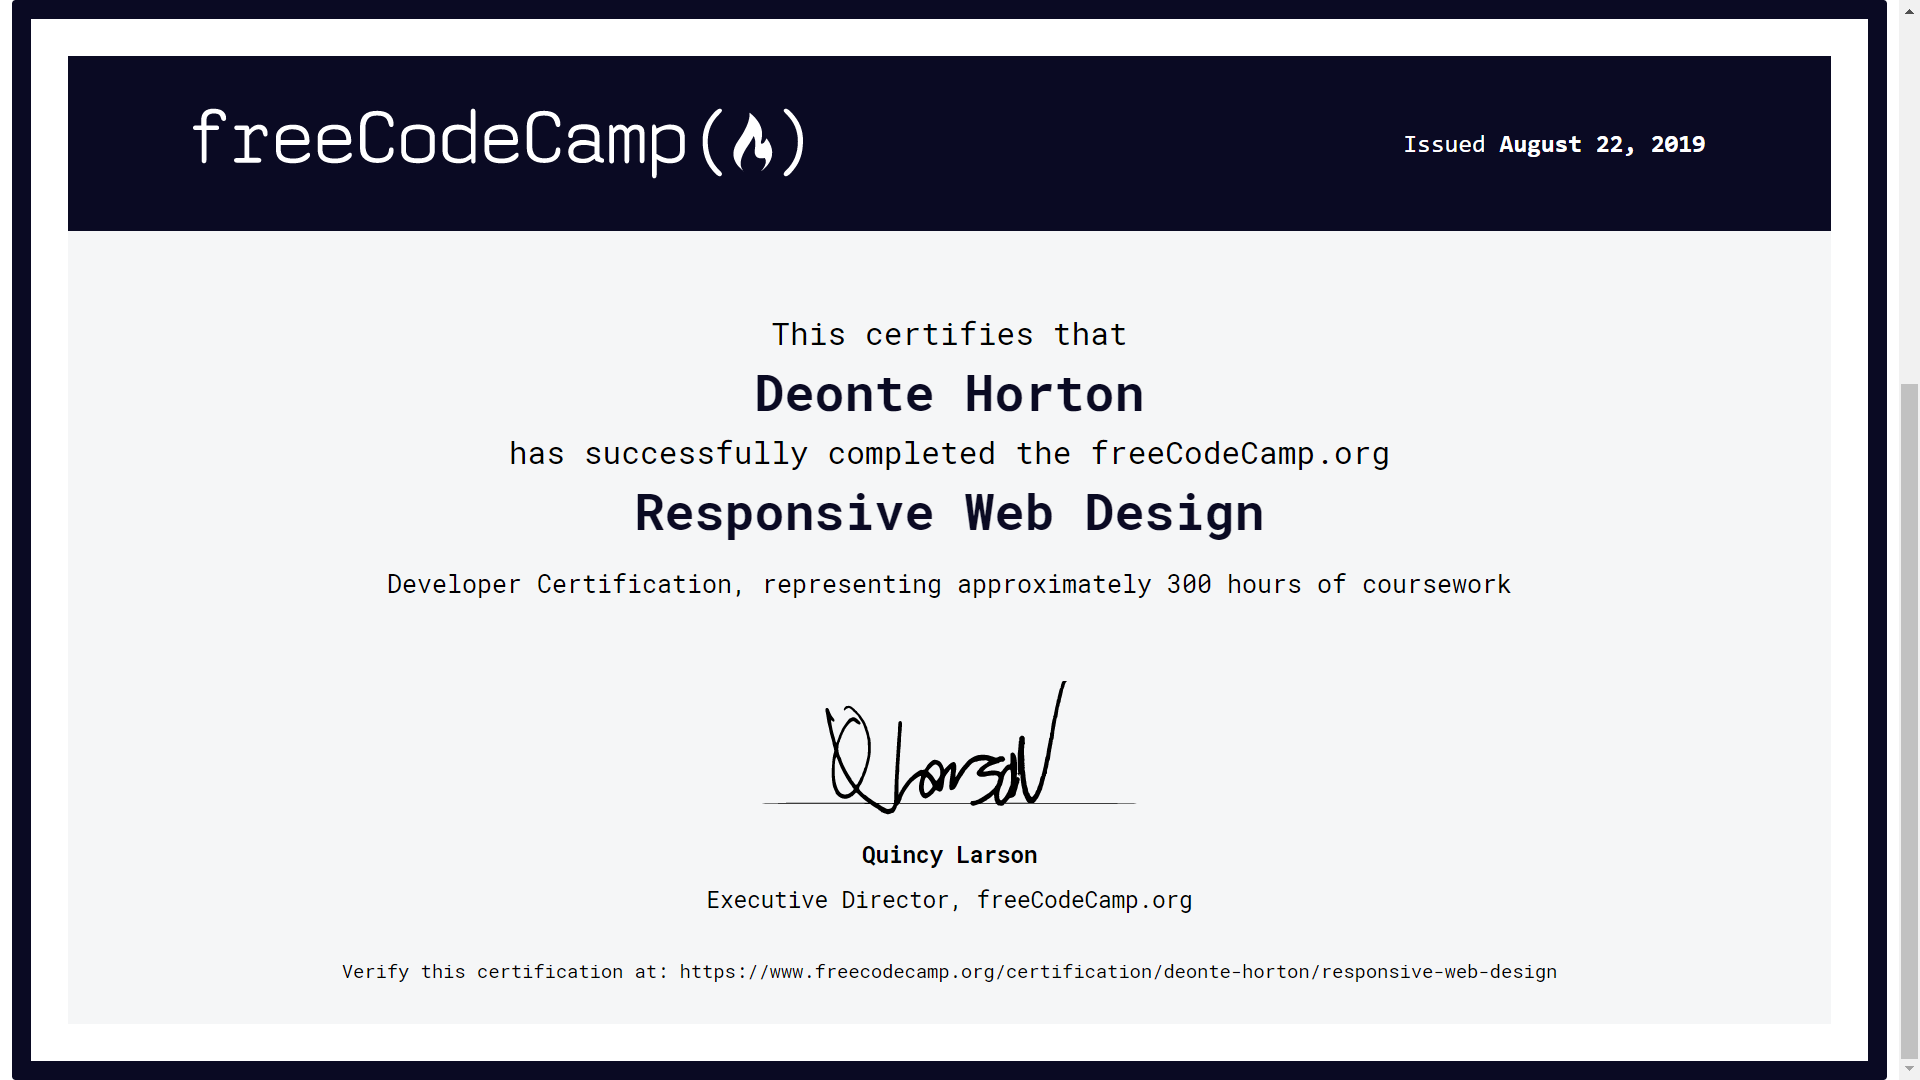 freeCodeCamp
Issued August 22, 2019
This certifies that
Deonte Horton
has successfully completed the freeCodeCamp.org
Responsive Web Design
Developer Certification, representing approximately 300 hours of coursework
Q Larson
Quincy Larson
Executive Director, freeCodeCamp.org
Verify this certification at: https://www.freecodecamp.org/certification/deonte-horton/responsive-web-design